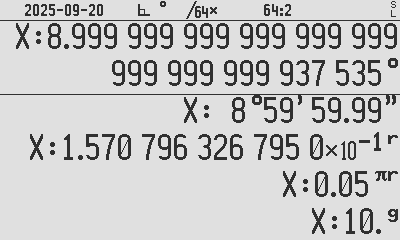 2025-09-20 ⊾ ° /64× 64:2 SL
X:8.999 999 999 999 999 999
999 999 999 937 535°
X: 8°59'59.99"
X:1.570 796 326 795 0×10⁻¹ ʳ
X:0.05 πʳ
X:10. ᵍ